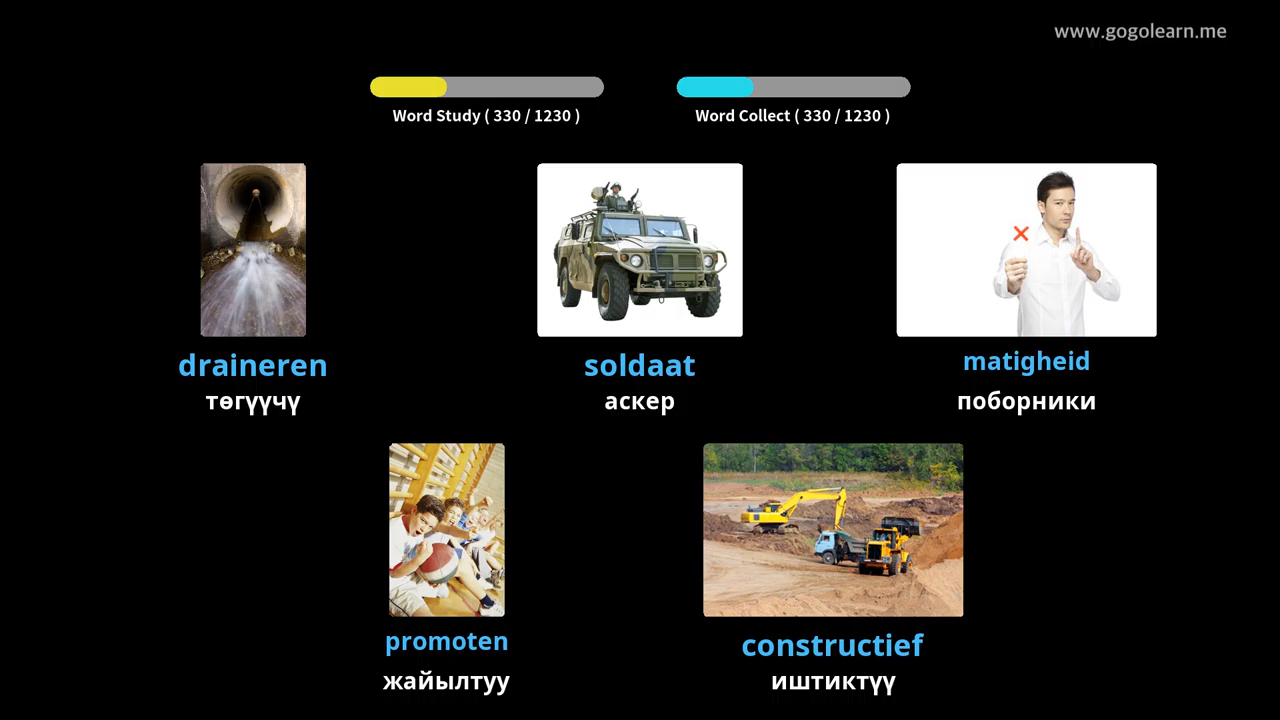 www.gogolearn.me
Word Study ( 330 / 1230 )
Word Collect ( 330 / 1230 )
draineren
төгүүчү
soldaat
аскер
matigheid
поборники
promoten
жайылтуу
constructief
иштиктүү